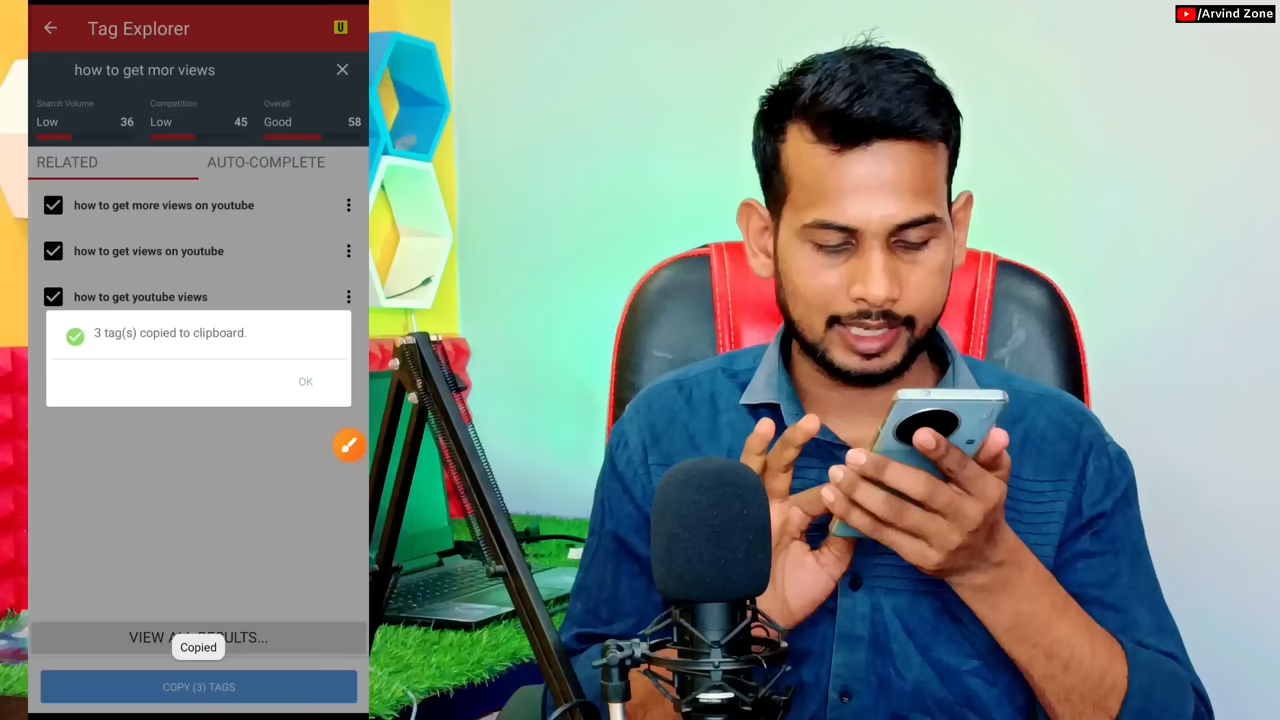 /Arvind Zone
Tag Explorer
U
how to get mor views
Search Volume
Low 36
Competition
Low 45
Overall
Good 58
RELATED
AUTO-COMPLETE
how to get more views on youtube
how to get views on youtube
how to get youtube views
3 tag(s) copied to clipboard.
OK
Copied
COPY (3) TAGS